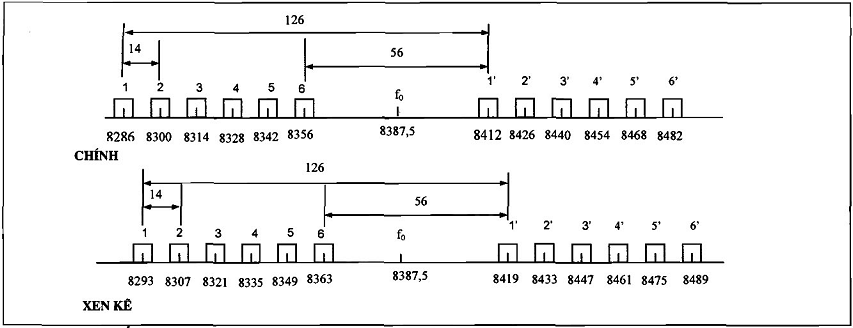 126
14
56
1 2 3 4 5 6 f₀ 1' 2' 3' 4' 5' 6'
8286 8300 8314 8328 8342 8356 8387,5 8412 8426 8440 8454 8468 8482
CHÍNH
126
14
56
1 2 3 4 5 6 f₀ 1' 2' 3' 4' 5' 6'
8293 8307 8321 8335 8349 8363 8387,5 8419 8433 8447 8461 8475 8489
XEN KẼ